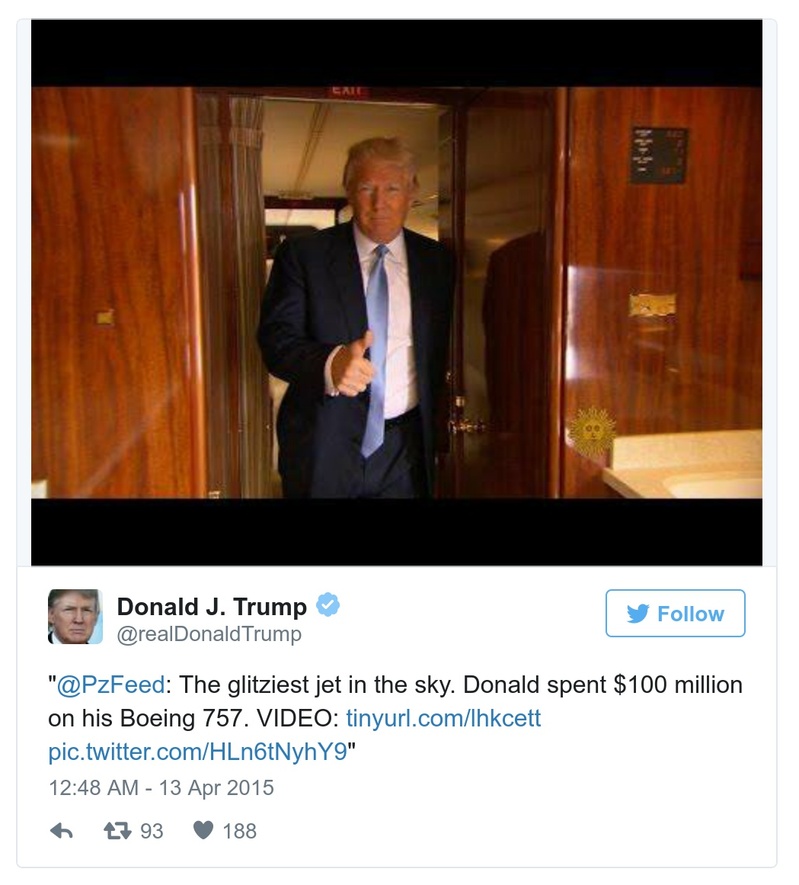 EXIT
Donald J. Trump
@realDonaldTrump
Follow
"@PzFeed: The glitziest jet in the sky. Donald spent $100 million
on his Boeing 757. VIDEO: tinyurl.com/lhkcett
pic.twitter.com/HLn6tNyhY9"
12:48 AM - 13 Apr 2015
93 188